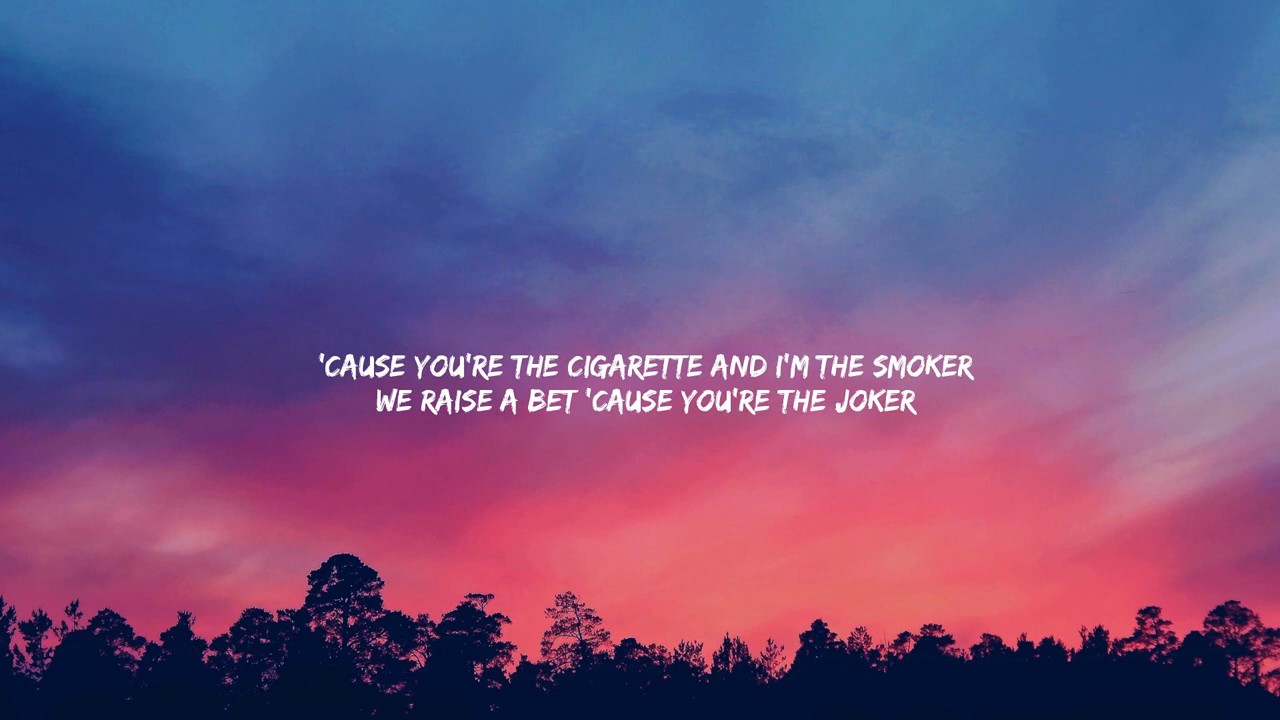 'CAUSE YOU'RE THE CIGARETTE AND I'M THE SMOKER
WE RAISE A BET 'CAUSE YOU'RE THE JOKER